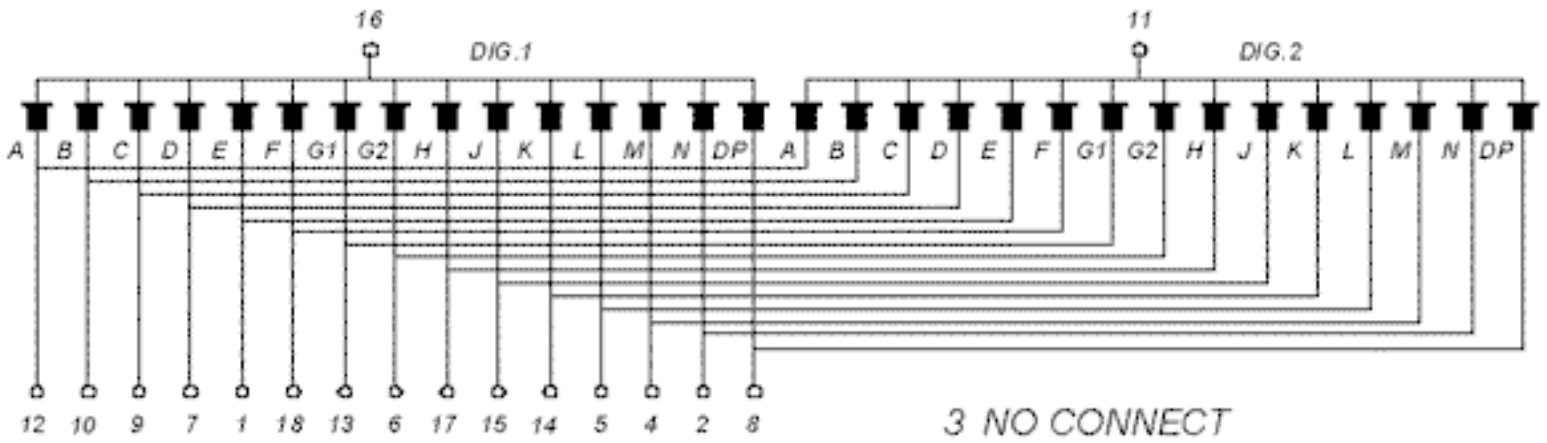 16 11
DIG.1 DIG.2
A B C D E F G1 G2 H J K L M N DP A B C D E F G1 G2 H J K L M N DP
12 10 9 7 1 18 13 6 17 15 14 5 4 2 8
3 NO CONNECT